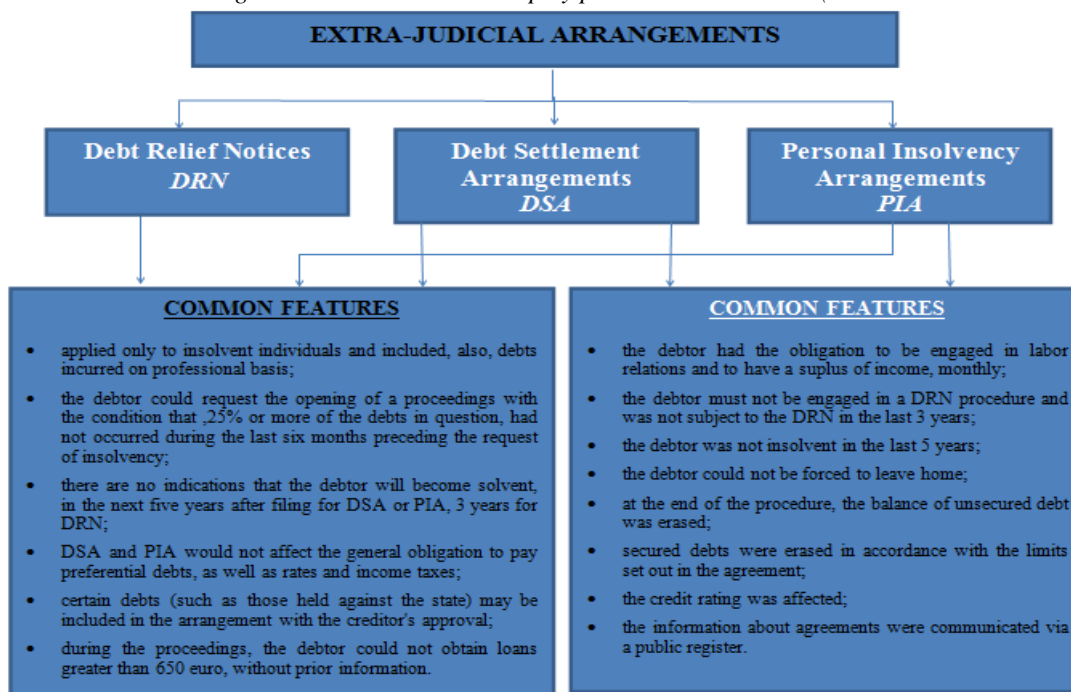 EXTRA-JUDICIAL ARRANGEMENTS
Debt Relief Notices
DRN
Debt Settlement
Arrangements
DSA
Personal Insolvency
Arrangements
PIA
COMMON FEATURES
• applied only to insolvent individuals and included, also, debts
incurred on professional basis;
• the debtor could request the opening of a proceedings with
the condition that ,25% or more of the debts in question, had
not occurred during the last six months preceding the request
of insolvency;
• there are no indications that the debtor will become solvent,
in the next five years after filing for DSA or PIA, 3 years for
DRN;
• DSA and PIA would not affect the general obligation to pay
preferential debts, as well as rates and income taxes;
• certain debts (such as those held against the state) may be
included in the arrangement with the creditor's approval;
• during the proceedings, the debtor could not obtain loans
greater than 650 euro, without prior information.
COMMON FEATURES
• the debtor had the obligation to be engaged in labor
relations and to have a suplus of income, monthly;
• the debtor must not be engaged in a DRN procedure and
was not subject to the DRN in the last 3 years;
• the debtor was not insolvent in the last 5 years;
• the debtor could not be forced to leave home;
• at the end of the procedure, the balance of unsecured debt
was erased;
• secured debts were erased in accordance with the limits
set out in the agreement;
• the credit rating was affected;
• the information about agreements were communicated via
a public register.